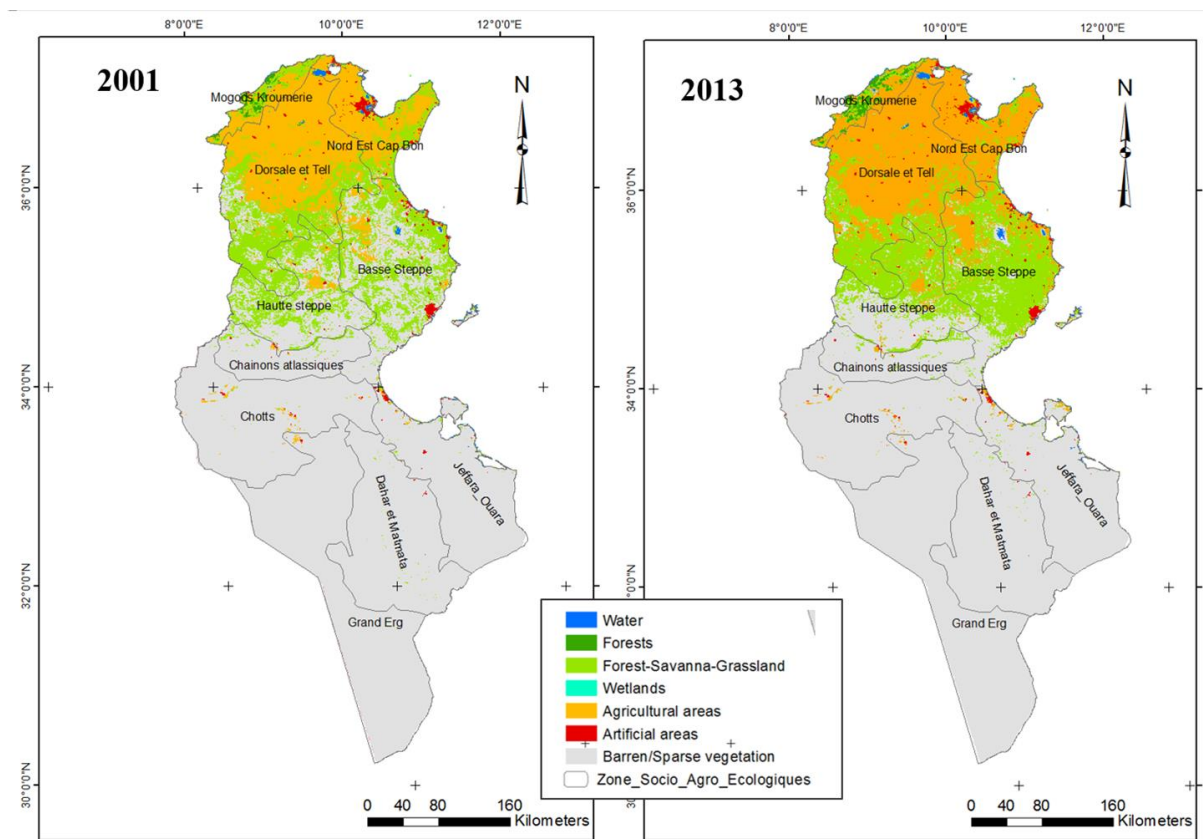 8°0'0"E 10°0'0"E 12°0'0"E
2001
N
Mogods Kroumerie
Nord Est Cap Bon
Dorsale et Tell
36°0'0"N
Basse Steppe
Hautte steppe
Chainons atlassiques
34°0'0"N
Chotts
Dahar et Matmata
Jeffara_Ouara
32°0'0"N
Grand Erg
30°0'0"N
0 40 80 160
Kilometers
8°0'0"E 10°0'0"E 12°0'0"E
2013
N
Mogods Kroumerie
Nord Est Cap Bon
Dorsale et Tell
36°0'0"N
Basse Steppe
Hautte steppe
Chainons atlassiques
34°0'0"N
Chotts
Dahar et Matmata
Jeffara_Ouara
°0'0"N
Grand Erg
0 40 80 160
Kilometers
Water
Forests
Forest-Savanna-Grassland
Wetlands
Agricultural areas
Artificial areas
Barren/Sparse vegetation
Zone_Socio_Agro_Ecologiques